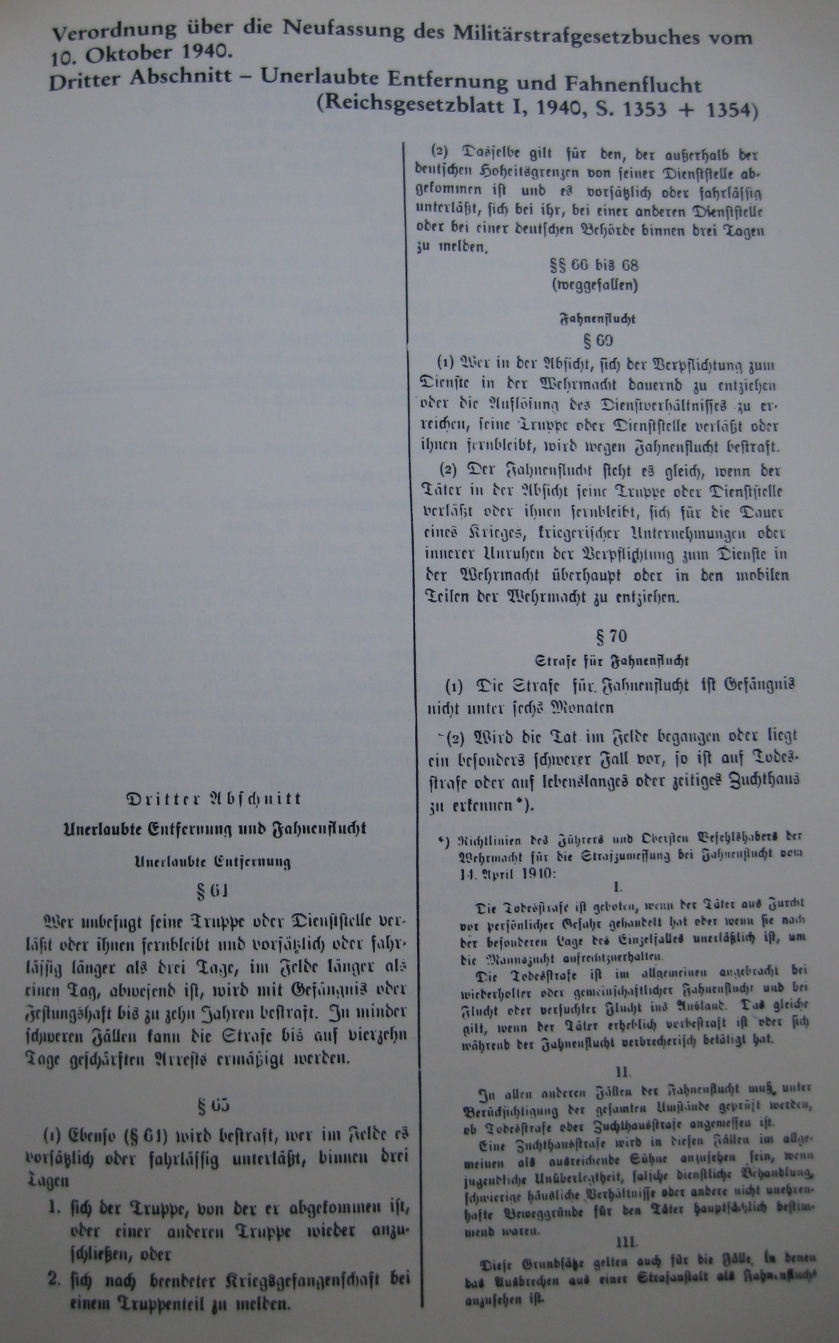 Verordnung über die Neufassung des Militärstrafgesetzbuches vom
10. Oktober 1940.
Dritter Abschnitt – Unerlaubte Entfernung und Fahnenflucht
(Reichsgesetzblatt I, 1940, S. 1353 + 1354)
Dritter Abschnitt
Unerlaubte Entfernung und Fahnenflucht
Unerlaubte Entfernung
§ 64
Wer unbefugt seine Truppe oder Dienststelle ver-
läßt oder ihnen fernbleibt und vorsätzlich oder fahr-
lässig länger als drei Tage, im Felde länger als
einen Tag, abwesend ist, wird mit Gefängnis oder
Festungshaft bis zu zehn Jahren bestraft. In minder
schweren Fällen kann die Strafe bis auf vierzehn
Tage geschärften Arrests ermäßigt werden.
§ 65
(1) Ebenso (§ 64) wird bestraft, wer im Felde es
vorsätzlich oder fahrlässig unterläßt, binnen drei
Tagen
1. sich der Truppe, von der er abgekommen ist,
oder einer anderen Truppe wieder anzu-
schließen, oder
2. sich nach beendeter Kriegsgefangenschaft bei
einem Truppenteil zu melden.
(2) Dasselbe gilt für den, der außerhalb der
deutschen Hoheitsgrenzen von seiner Dienststelle ab-
gekommen ist und es vorsätzlich oder fahrlässig
unterläßt, sich bei ihr, bei einer anderen Dienststelle
oder bei einer deutschen Behörde binnen drei Tagen
zu melden.
§§ 66 bis 68
(weggefallen)
Fahnenflucht
§ 69
(1) Wer in der Absicht, sich der Verpflichtung zum
Dienste in der Wehrmacht dauernd zu entziehen
oder die Auflösung des Dienstverhältnisses zu er-
reichen, seine Truppe oder Dienststelle verläßt oder
ihnen fernbleibt, wird wegen Fahnenflucht bestraft.
(2) Der Fahnenflucht steht es gleich, wenn der
Täter in der Absicht seine Truppe oder Dienststelle
verläßt oder ihnen fernbleibt, sich für die Dauer
eines Krieges, kriegerischer Unternehmungen oder
innerer Unruhen der Verpflichtung zum Dienste in
der Wehrmacht überhaupt oder in den mobilen
Teilen der Wehrmacht zu entziehen.
§ 70
Strafe für Fahnenflucht
(1) Die Strafe für Fahnenflucht ist Gefängnis
nicht unter sechs Monaten
(2) Wird die Tat im Felde begangen oder liegt
ein besonders schwerer Fall vor, so ist auf Todes-
strafe oder auf lebenslanges oder zeitiges Zuchthaus
zu erkennen *).
*) Richtlinien des Führers und Obersten Befehlshabers der
Wehrmacht für die Strafzumessung bei Fahnenflucht vom
14. April 1940:
I.
Die Todesstrafe ist geboten, wenn der Täter aus Furcht
vor persönlicher Gefahr gehandelt hat oder wenn sie nach
der besonderen Lage des Einzelfalles unerläßlich ist, um
die Manneszucht aufrechtzuerhalten.
Die Todesstrafe ist im allgemeinen angebracht bei
wiederholter oder gemeinschaftlicher Fahnenflucht und bei
Flucht oder versuchter Flucht ins Ausland. Das gleiche
gilt, wenn der Täter erheblich vorbestraft ist oder sich
während der Fahnenflucht verbrecherisch betätigt hat.
II.
In allen anderen Fällen der Fahnenflucht muß unter
Berücksichtigung der gesamten Umstände geprüft werden,
ob Todesstrafe oder Zuchthausstrafe angemessen ist.
Eine Zuchthausstrafe wird in diesen Fällen im allge-
meinen als ausreichende Sühne anzusehen sein, wenn
jugendliche Unüberlegtheit, falsche dienstliche Behandlung,
schwierige häusliche Verhältnisse oder andere nicht unehren-
hafte Beweggründe für den Täter hauptsächlich bestim-
mend waren.
III.
Diese Grundsätze gelten auch für die Fälle, in denen
das Ausbrechen aus einer Strafanstalt als Fahnenflucht
anzusehen ist.